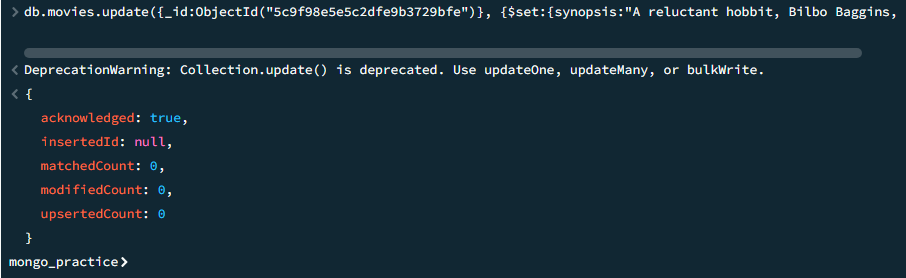 > db.movies.update({_id:ObjectId("5c9f98e5e5c2dfe9b3729bfe")}, {$set:{synopsis:"A reluctant hobbit, Bilbo Baggins,
< DeprecationWarning: Collection.update() is deprecated. Use updateOne, updateMany, or bulkWrite.
< {
acknowledged: true,
insertedId: null,
matchedCount: 0,
modifiedCount: 0,
upsertedCount: 0
}
mongo_practice>